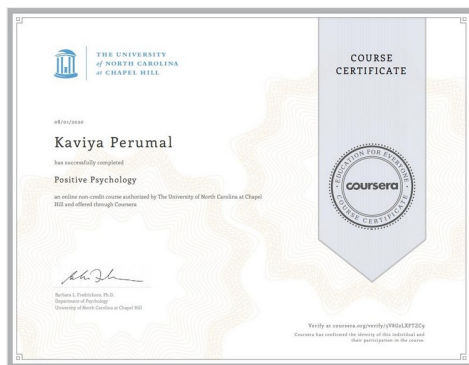 THE UNIVERSITY
of NORTH CAROLINA
at CHAPEL HILL
COURSE
CERTIFICATE
08/01/2020
Kaviya Perumal
has successfully completed
Positive Psychology
an online non-credit course authorized by The University of North Carolina at Chapel
Hill and offered through Coursera
EDUCATION FOR EVERYONE
coursera
COURSE CERTIFICATE
Barbara L. Fredrickson, Ph.D.
Department of Psychology
University of North Carolina at Chapel Hill
Verify at
Coursera has confirmed the identity of this individual and
their participation in the course.